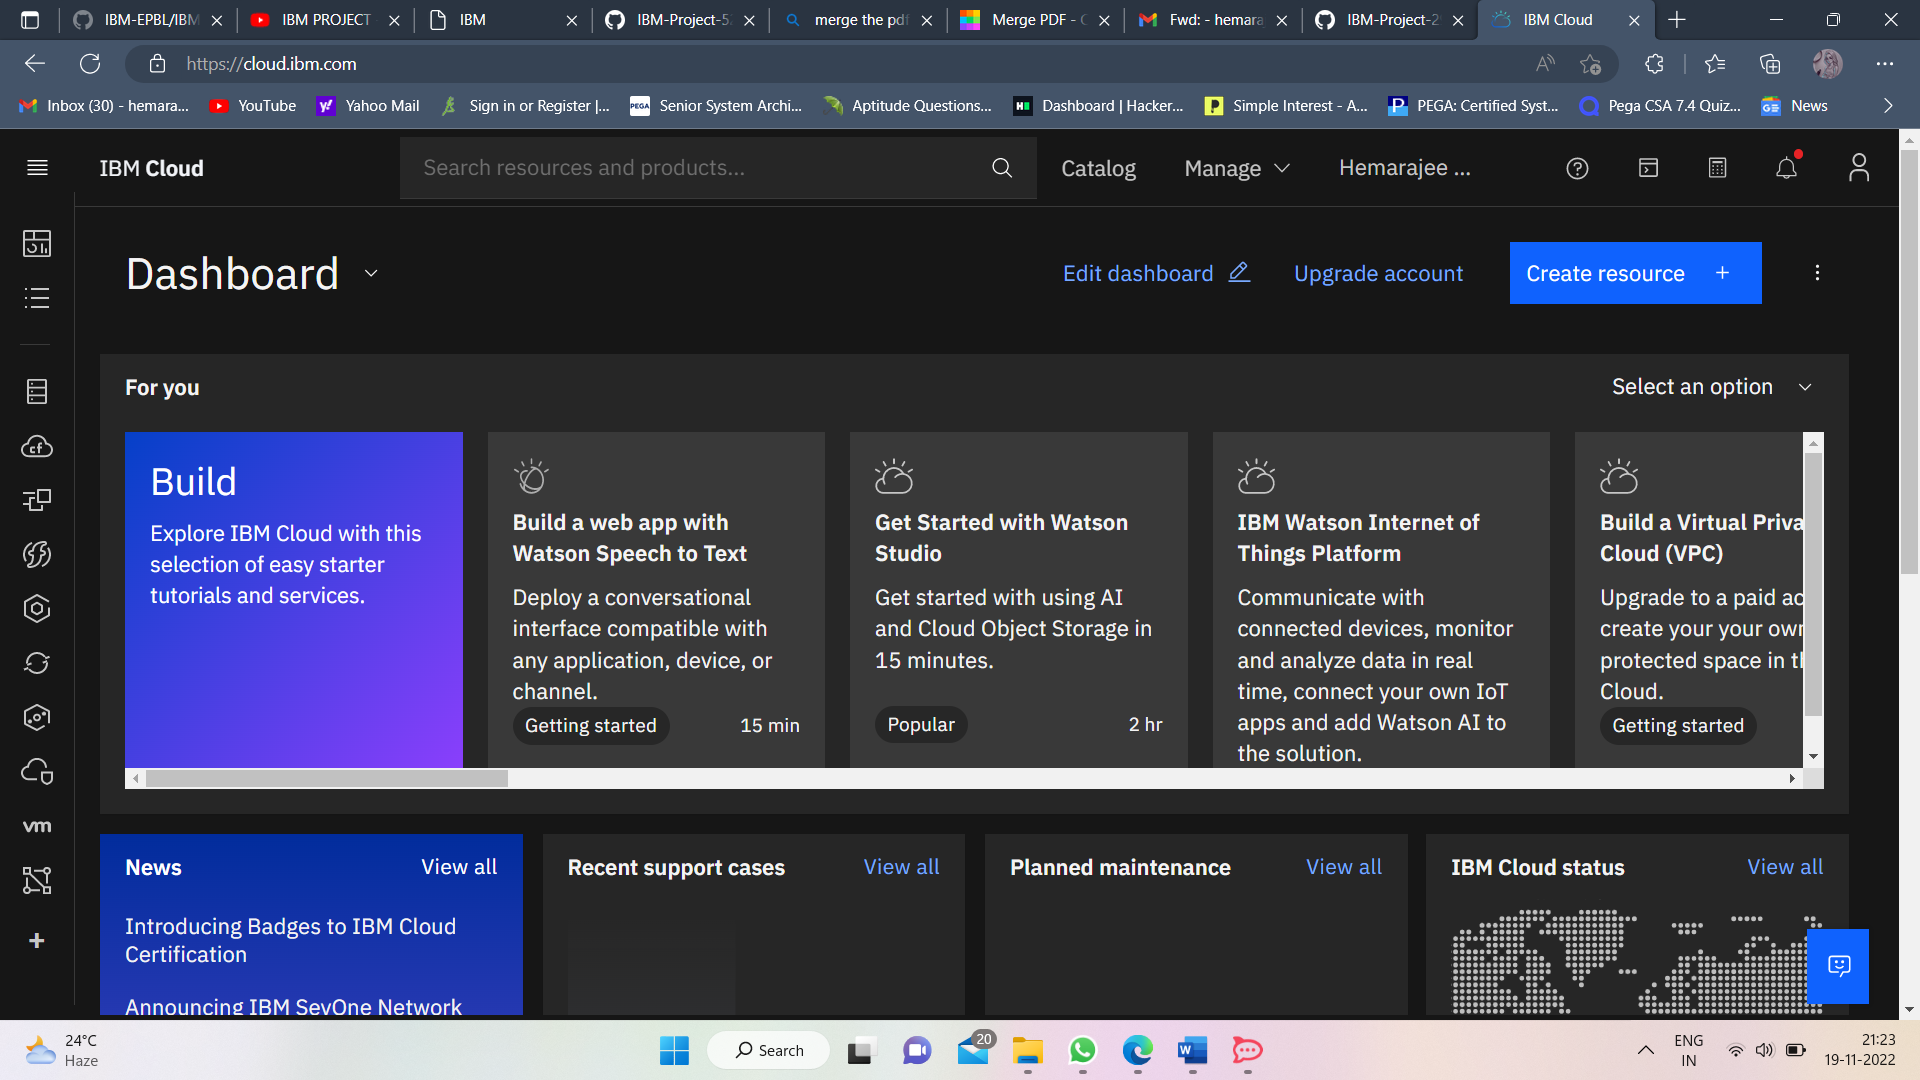 IBM-EPBL/IBM
IBM PROJECT
IBM
IBM-Project-5
merge the pdf
Merge PDF - C
Fwd: - hemara
IBM-Project-2
IBM Cloud
https://cloud.ibm.com
Inbox (30) - hemara...
YouTube
Yahoo Mail
Sign in or Register |...
PEGA
Senior System Archi...
Aptitude Questions...
Dashboard | Hacker...
Simple Interest - A...
PEGA: Certified Syst...
Pega CSA 7.4 Quiz...
News
IBM Cloud
Search resources and products...
Catalog
Manage
Hemarajee ...
Dashboard
Edit dashboard
Upgrade account
Create resource +
For you
Select an option
Build
Explore IBM Cloud with this
selection of easy starter
tutorials and services.
Build a web app with
Watson Speech to Text
Deploy a conversational
interface compatible with
any application, device, or
channel.
Getting started
15 min
Get Started with Watson
Studio
Get started with using AI
and Cloud Object Storage in
15 minutes.
Popular
2 hr
IBM Watson Internet of
Things Platform
Communicate with
connected devices, monitor
and analyze data in real
time, connect your own IoT
apps and add Watson AI to
the solution.
Build a Virtual Priva
Cloud (VPC)
Upgrade to a paid ac
create your your own
protected space in th
Cloud.
Getting started
vm
News
View all
Introducing Badges to IBM Cloud
Certification
Announcing IBM SevOne Network
Recent support cases
View all
Planned maintenance
View all
IBM Cloud status
View all
24°C
Haze
Search
20
ENG
IN
21:23
19-11-2022